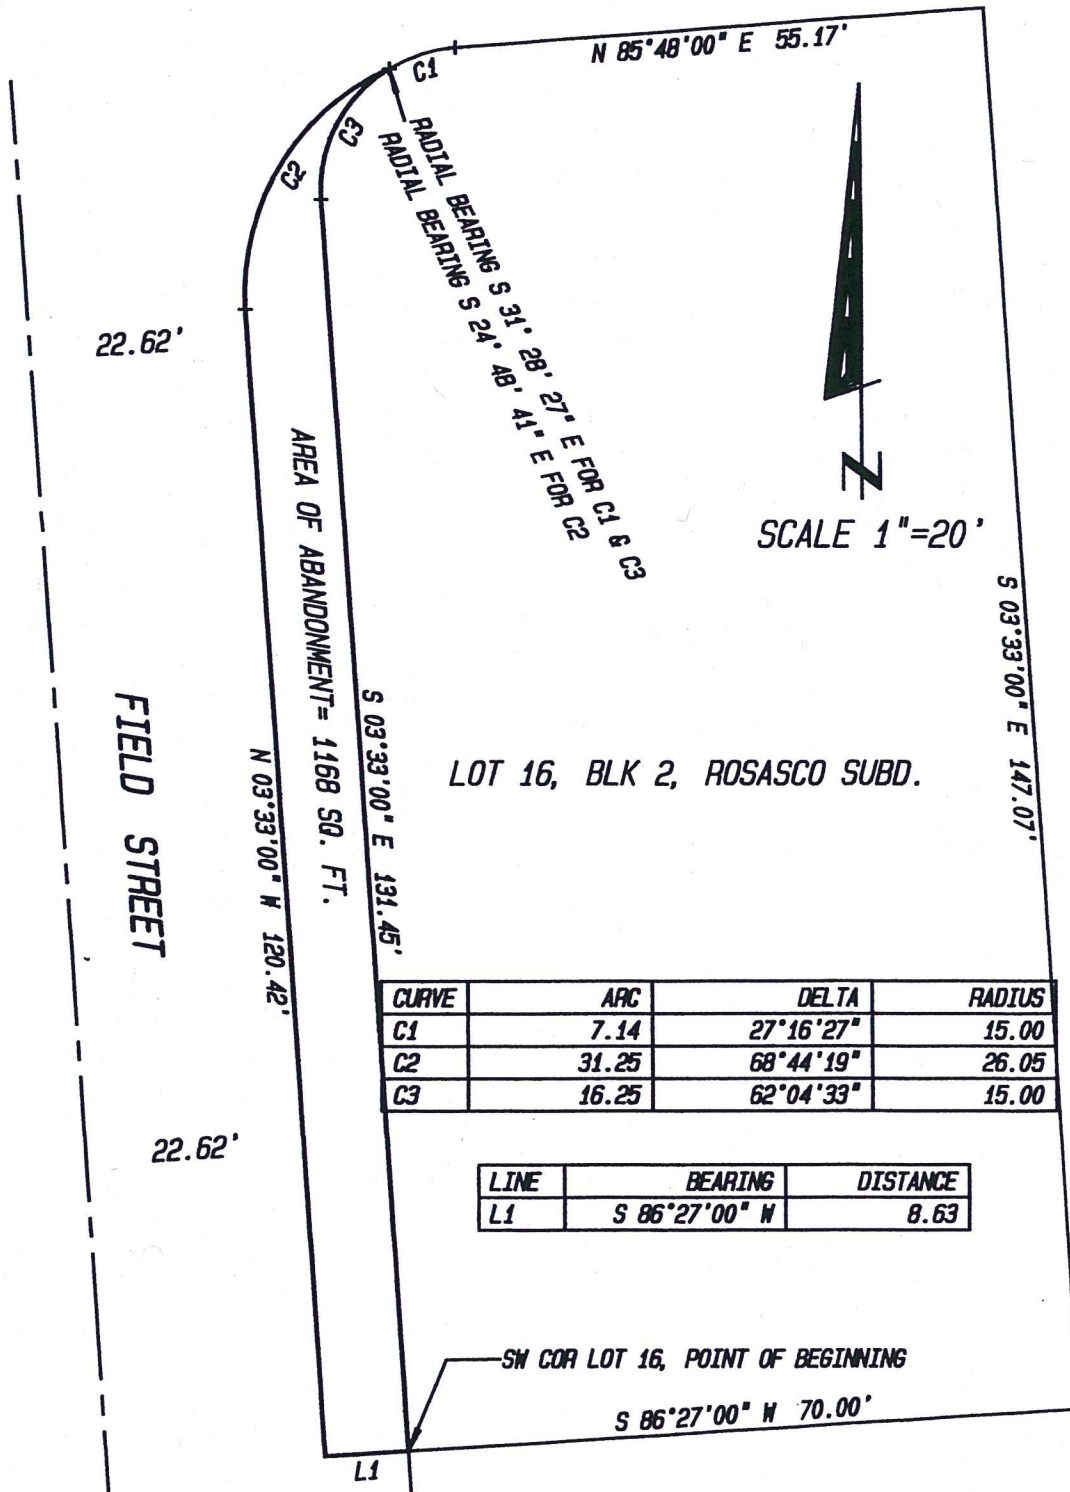 N 85°48'00" E 55.17'
C1
C3
C2
RADIAL BEARING S 31° 28' 27" E FOR C1 & C3
RADIAL BEARING S 24° 48' 41" E FOR C2
22.62'
N
SCALE 1"=20'
AREA OF ABANDONMENT= 1168 SQ. FT.
S 03°33'00" E 147.07'
FIELD STREET
S 03°33'00" E 131.45'
N 03°33'00" W 120.42'
LOT 16, BLK 2, ROSASCO SUBD.
CURVE ARC DELTA RADIUS
C1 7.14 27°16'27" 15.00
C2 31.25 68°44'19" 26.05
C3 16.25 62°04'33" 15.00
22.62'
LINE BEARING DISTANCE
L1 S 86°27'00" W 8.63
SW COR LOT 16, POINT OF BEGINNING
S 86°27'00" W 70.00'
L1